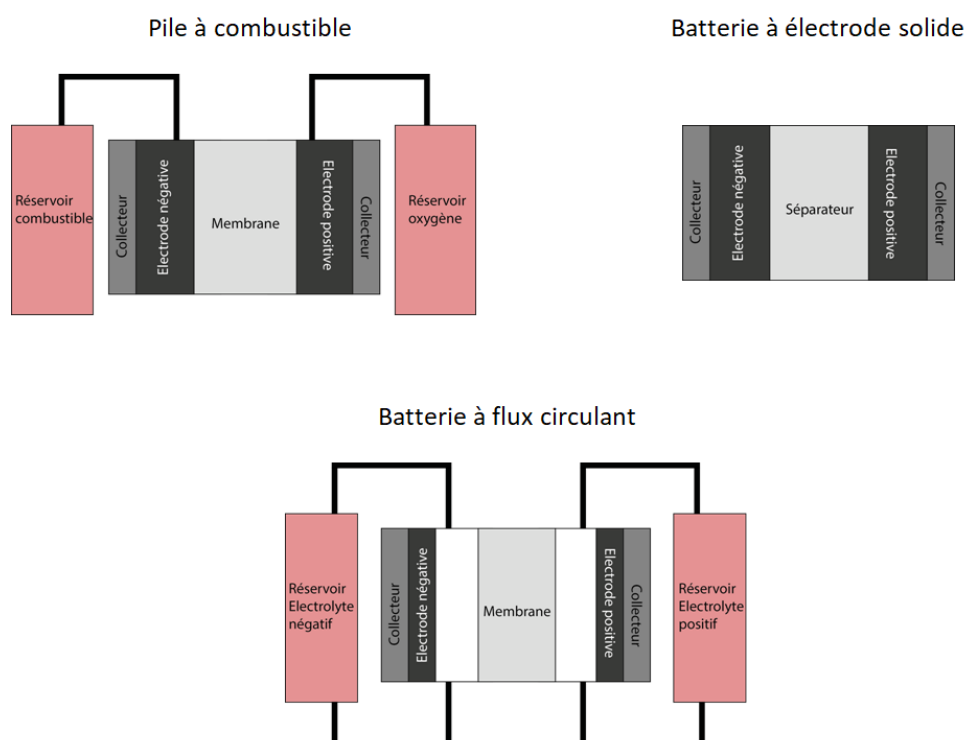 Pile à combustible
Batterie à électrode solide
Réservoir
combustible
Collecteur
Electrode négative
Membrane
Electrode positive
Collecteur
Réservoir
oxygène
Collecteur
Electrode négative
Séparateur
Electrode positive
Collecteur
Batterie à flux circulant
Réservoir
Electrolyte
négatif
Collecteur
Electrode négative
Membrane
Electrode positive
Collecteur
Réservoir
Electrolyte
positif